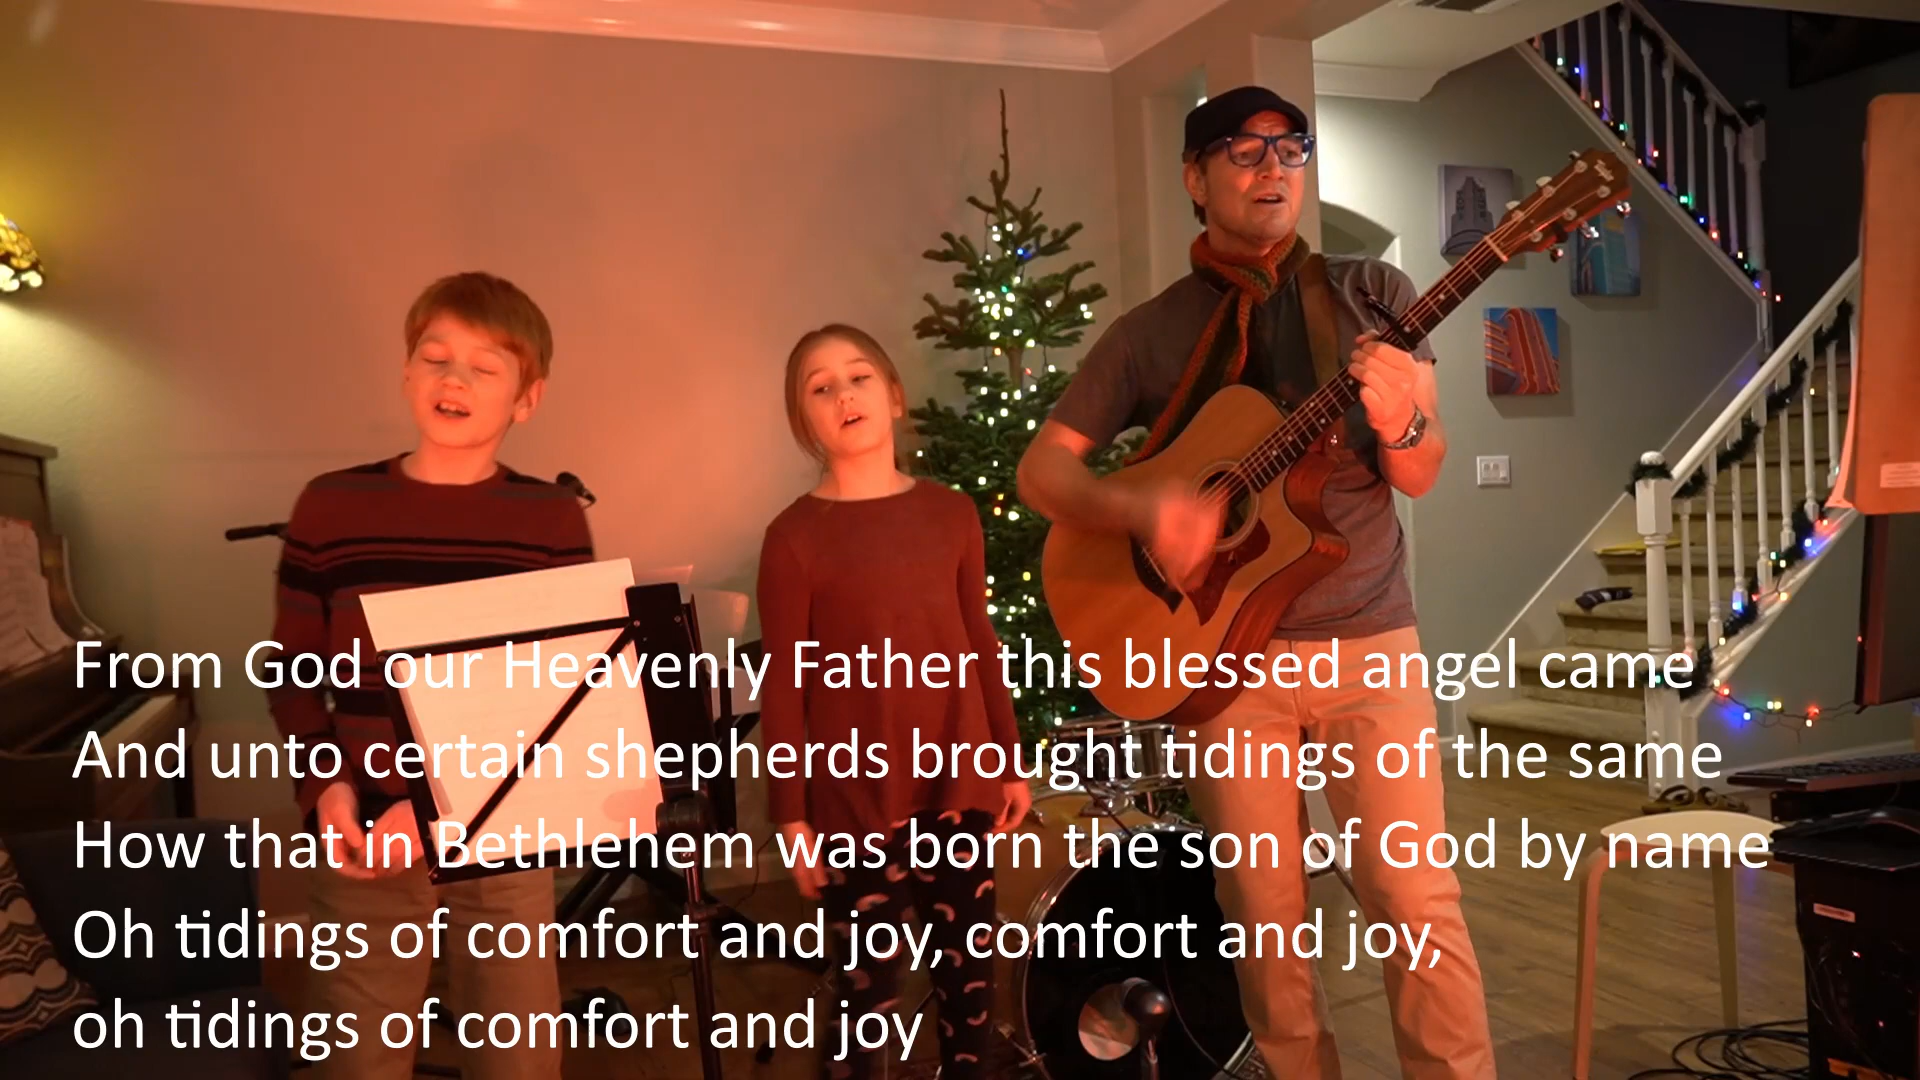 Taylor
From God our Heavenly Father this blessed angel came
And unto certain shepherds brought tidings of the same
How that in Bethlehem was born the son of God by name
Oh tidings of comfort and joy, comfort and joy,
oh tidings of comfort and joy